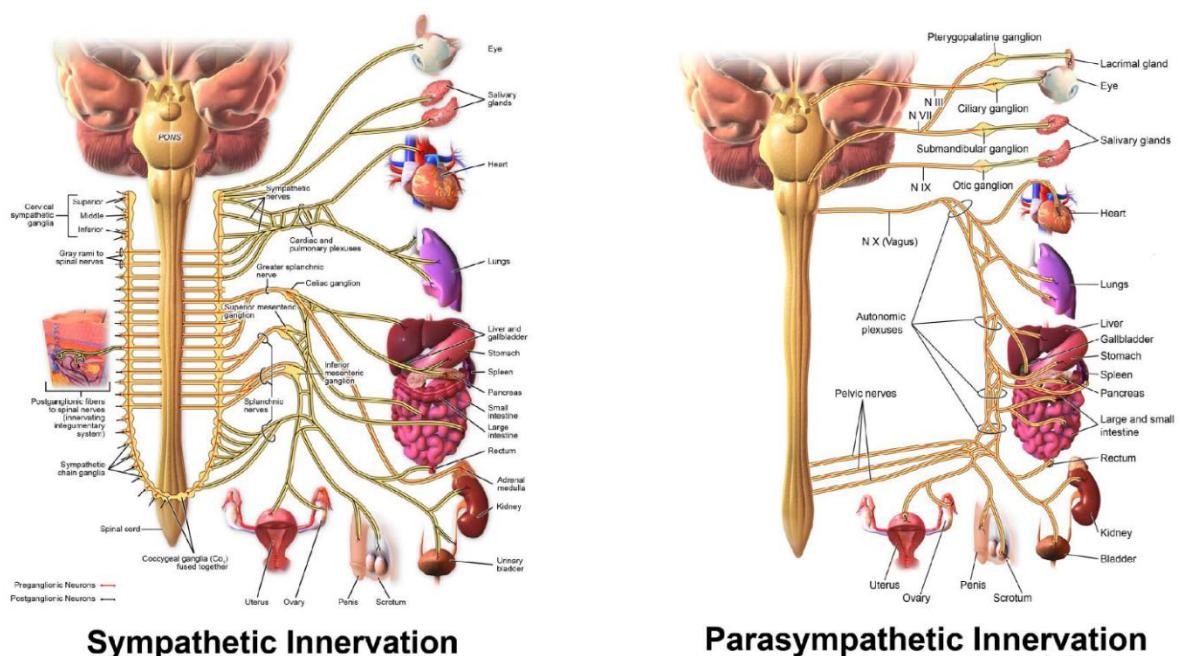 Eye
Salivary
glands
PONS
Heart
Sympathetic
nerves
Cervical
sympathetic
ganglia
Superior
Middle
Inferior
Cardiac and
pulmonary plexuses
Gray rami to
spinal nerves
Lungs
Greater splanchnic
nerve
Celiac ganglion
Superior mesenteric
ganglion
Liver and
gallbladder
Stomach
Inferior
mesenteric
ganglion
Spleen
Pancreas
Postganglionic fibers
to spinal nerves
(innervating
integumentary
system)
Splanchnic
nerves
Small
intestine
Large
intestine
Rectum
Sympathetic
chain ganglia
Adrenal
medulla
Kidney
Spinal cord
Coccygeal ganglia (Co₁)
fused together
Urinary
bladder
Preganglionic Neurons
Postganglionic Neurons
Uterus
Ovary
Penis
Scrotum
Sympathetic Innervation
Pterygopalatine ganglion
Lacrimal gland
Eye
N III
Ciliary ganglion
N VII
Submandibular ganglion
Salivary glands
N IX
Otic ganglion
Heart
N X (Vagus)
Lungs
Autonomic
plexuses
Liver
Gallbladder
Stomach
Spleen
Pancreas
Pelvic nerves
Large and small
intestine
Rectum
Kidney
Bladder
Uterus
Ovary
Penis
Scrotum
Parasympathetic Innervation